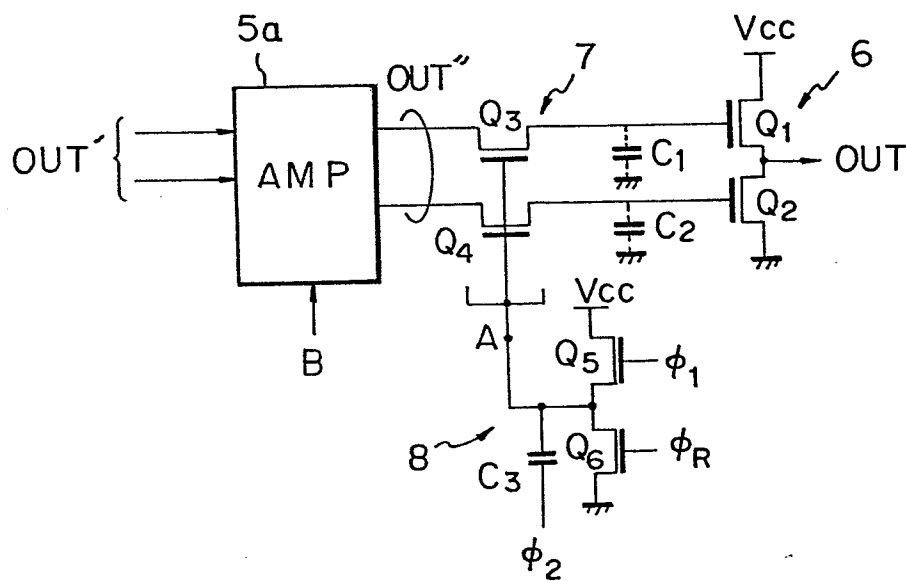 5a
Vcc
OUT″
7
6
Q3
Q1
OUT′
AMP
C1
OUT
Q4
C2
Q2
B
A
Vcc
Q5
ϕ1
8
C3
Q6
ϕR
ϕ2